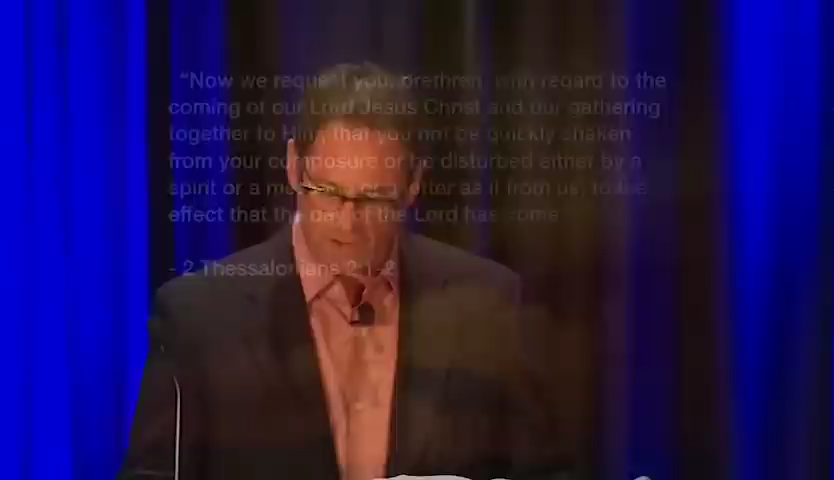 "Now we request you, brethren, with regard to the
coming of our Lord Jesus Christ and our gathering
together to Him, that you not be quickly shaken
from your composure or be disturbed either by a
spirit or a message or a letter as if from us, to the
effect that the day of the Lord has come
- 2 Thessalonians 2:1-2